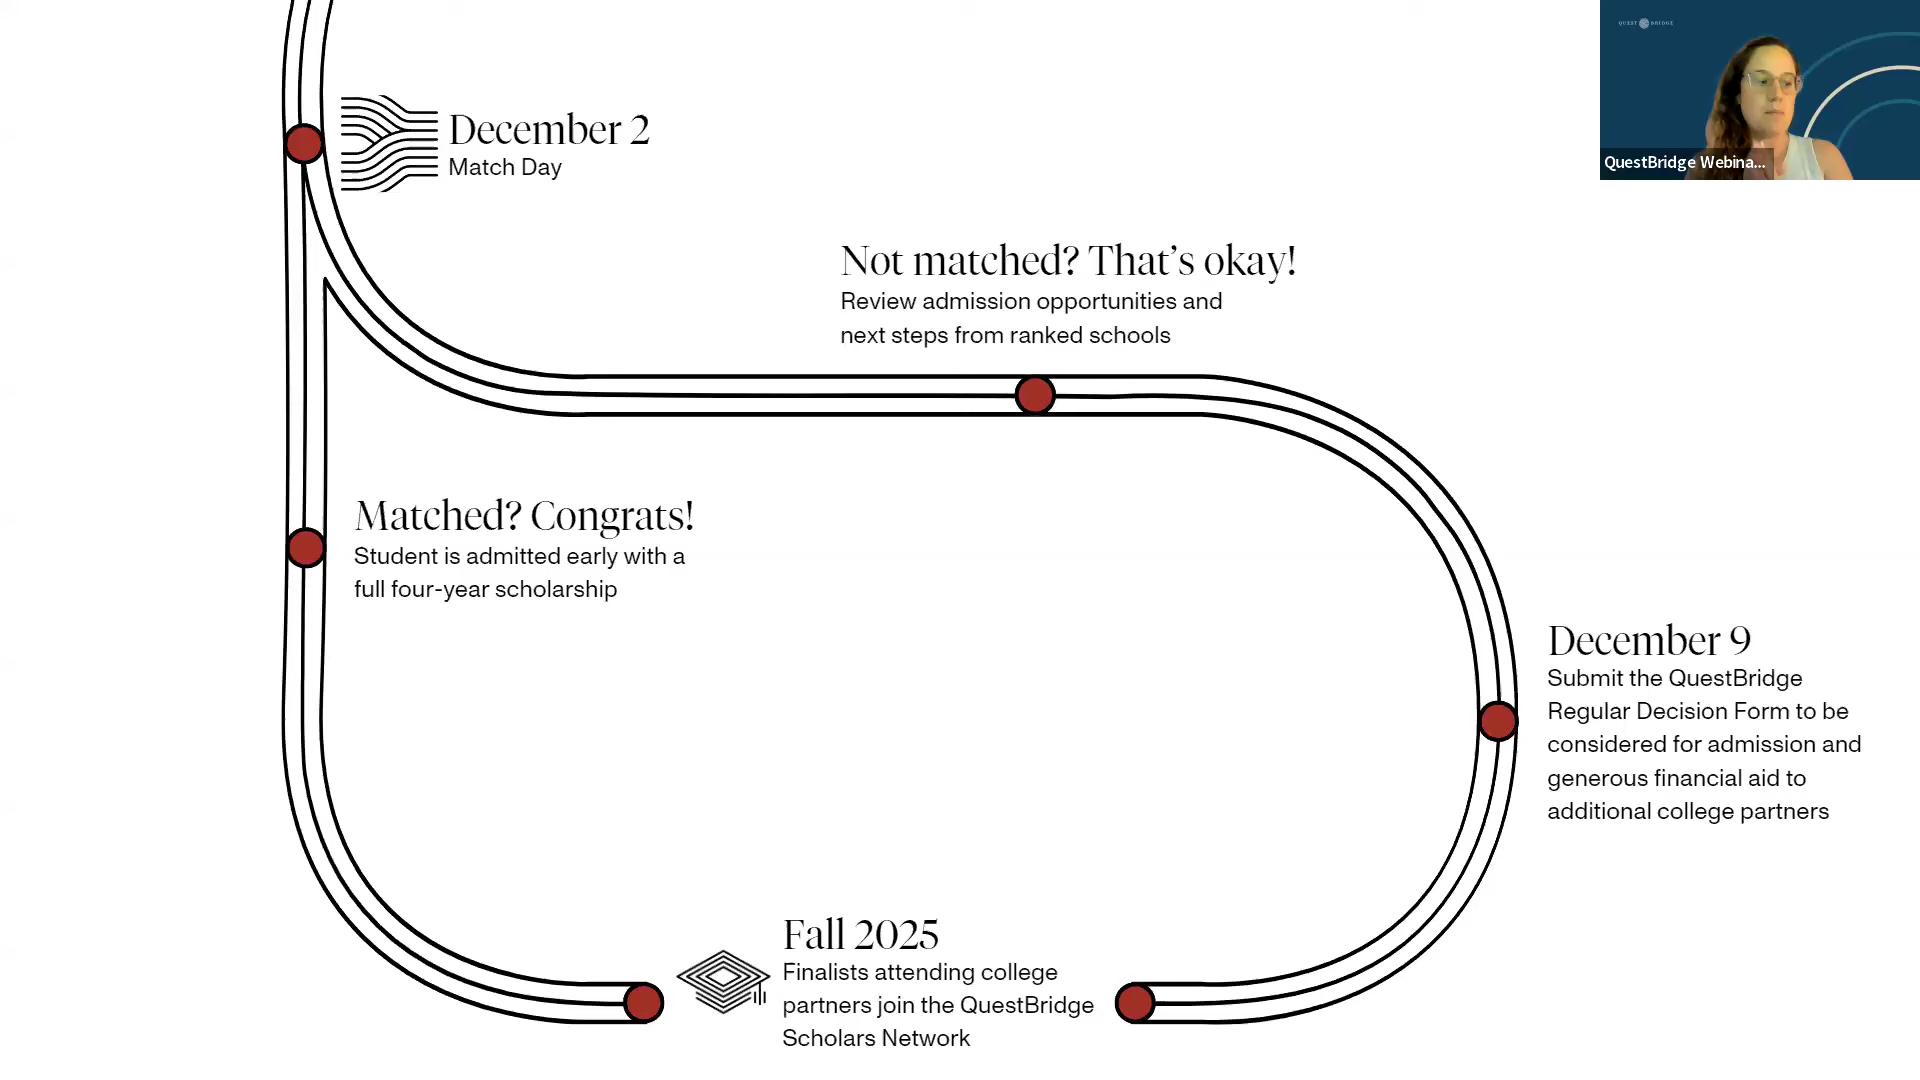 QUEST BRIDGE
QuestBridge Webina...
December 2
Match Day
Not matched? That’s okay!
Review admission opportunities and
next steps from ranked schools
Matched? Congrats!
Student is admitted early with a
full four-year scholarship
December 9
Submit the QuestBridge
Regular Decision Form to be
considered for admission and
generous financial aid to
additional college partners
Fall 2025
Finalists attending college
partners join the QuestBridge
Scholars Network